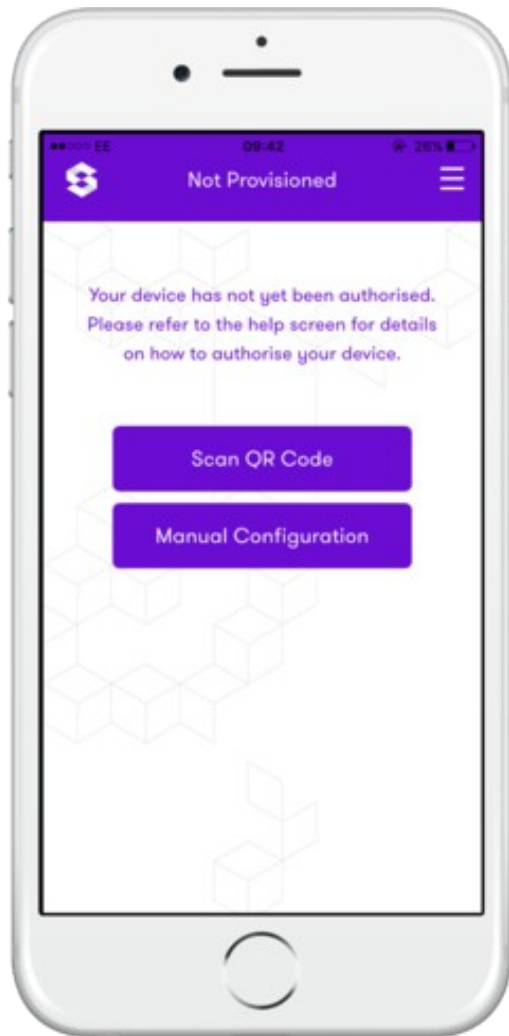 EE 09:42 26%
Not Provisioned
Your device has not yet been authorised.
Please refer to the help screen for details
on how to authorise your device.
Scan QR Code
Manual Configuration